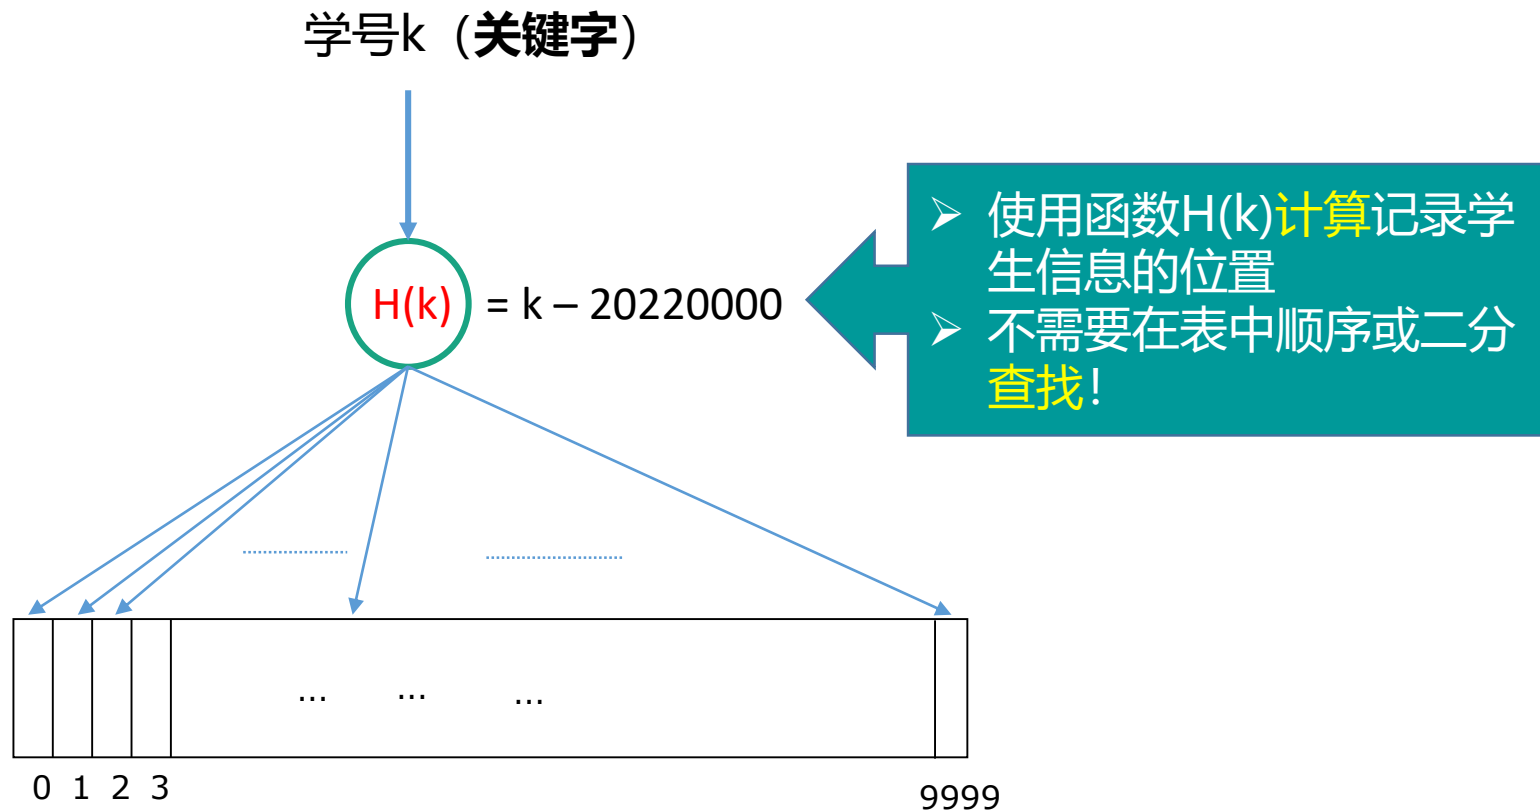 学号k（关键字）
H(k) = k – 20220000
➢ 使用函数H(k)计算记录学
生信息的位置
➢ 不需要在表中顺序或二分
查找！
... ... ...
0 1 2 3 9999